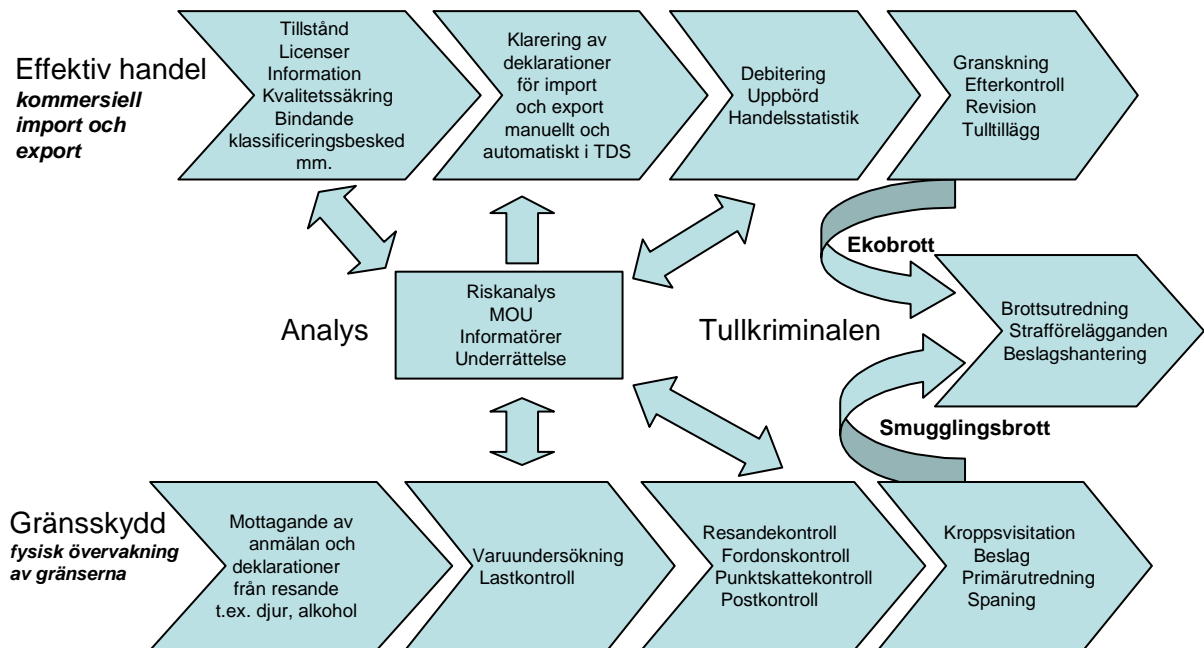 Effektiv handel
kommersiell
import och
export
Tillstånd
Licenser
Information
Kvalitetssäkring
Bindande
klassificeringsbesked
mm.
Klarering av
deklarationer
för import
och export
manuellt och
automatiskt i TDS
Debitering
Uppbörd
Handelsstatistik
Granskning
Efterkontroll
Revision
Tulltillägg
Ekobrott
Analys
Riskanalys
MOU
Informatörer
Underrättelse
Tullkriminalen
Brottsutredning
Strafförelägganden
Beslagshantering
Smugglingsbrott
Gränsskydd
fysisk övervakning
av gränserna
Mottagande av
anmälan och
deklarationer
från resande
t.ex. djur, alkohol
Varuundersökning
Lastkontroll
Resandekontroll
Fordonskontroll
Punktskattekontroll
Postkontroll
Kroppsvisitation
Beslag
Primärutredning
Spaning